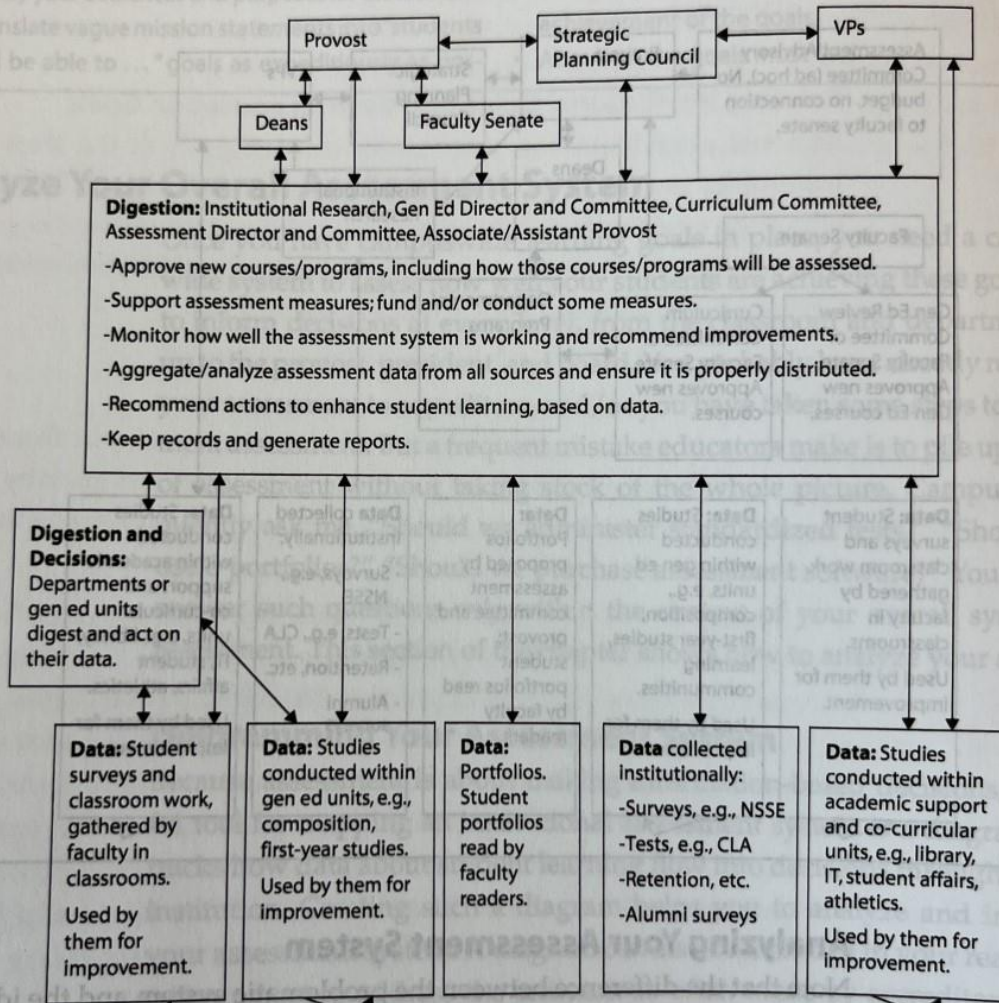 Provost
Strategic
Planning Council
VPs
Deans
Faculty Senate
Digestion: Institutional Research, Gen Ed Director and Committee, Curriculum Committee,
Assessment Director and Committee, Associate/Assistant Provost
-Approve new courses/programs, including how those courses/programs will be assessed.
-Support assessment measures; fund and/or conduct some measures.
-Monitor how well the assessment system is working and recommend improvements.
-Aggregate/analyze assessment data from all sources and ensure it is properly distributed.
-Recommend actions to enhance student learning, based on data.
-Keep records and generate reports.
Digestion and
Decisions:
Departments or
gen ed units
digest and act on
their data.
Data: Student
surveys and
classroom work,
gathered by
faculty in
classrooms.
Used by
them for
improvement.
Data: Studies
conducted within
gen ed units, e.g.,
composition,
first-year studies.
Used by them for
improvement.
Data:
Portfolios.
Student
portfolios
read by
faculty
readers.
Data collected
institutionally:
-Surveys, e.g., NSSE
-Tests, e.g., CLA
-Retention, etc.
-Alumni surveys
Data: Studies
conducted within
academic support
and co-curricular
units, e.g., library,
IT, student affairs,
athletics.
Used by them for
improvement.